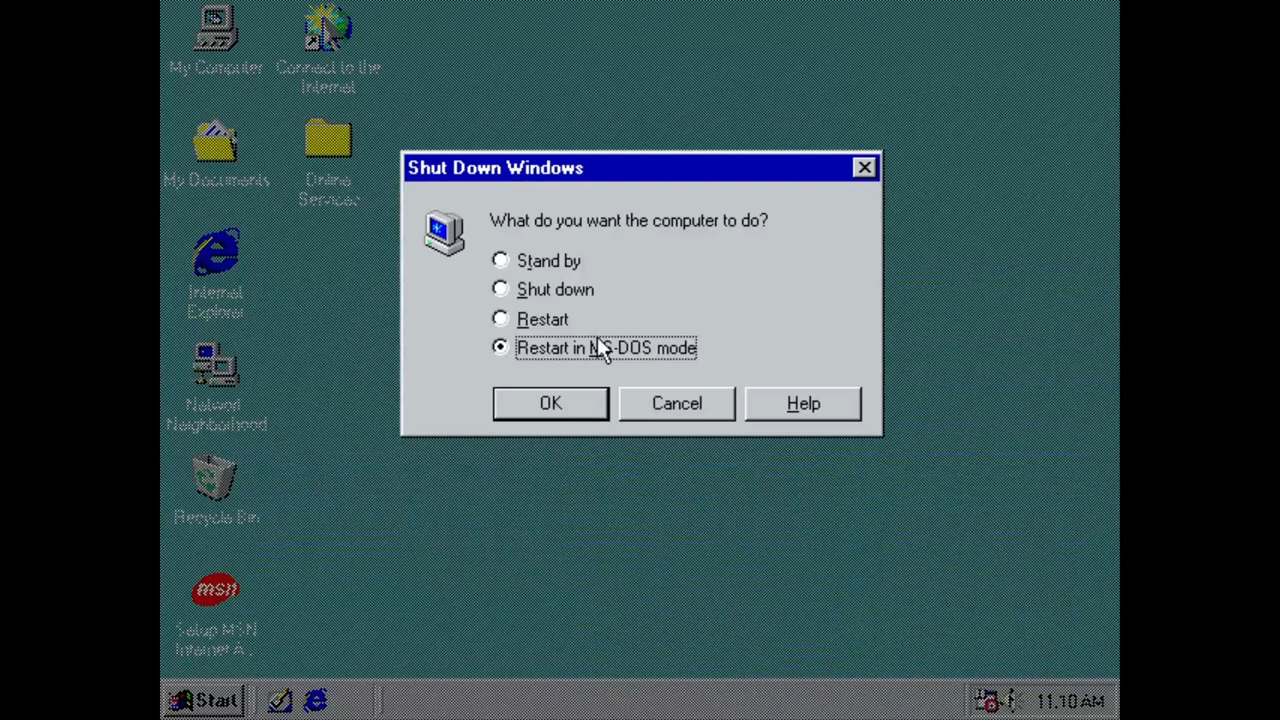 My Computer
Connect to the
Internet
My Documents
Online
Services
Internet
Explorer
Network
Neighborhood
Recycle Bin
msn
Setup MSN
Internet A...
Shut Down Windows
What do you want the computer to do?
Stand by
Shut down
Restart
Restart in MS-DOS mode
OK
Cancel
Help
Start
11:10 AM